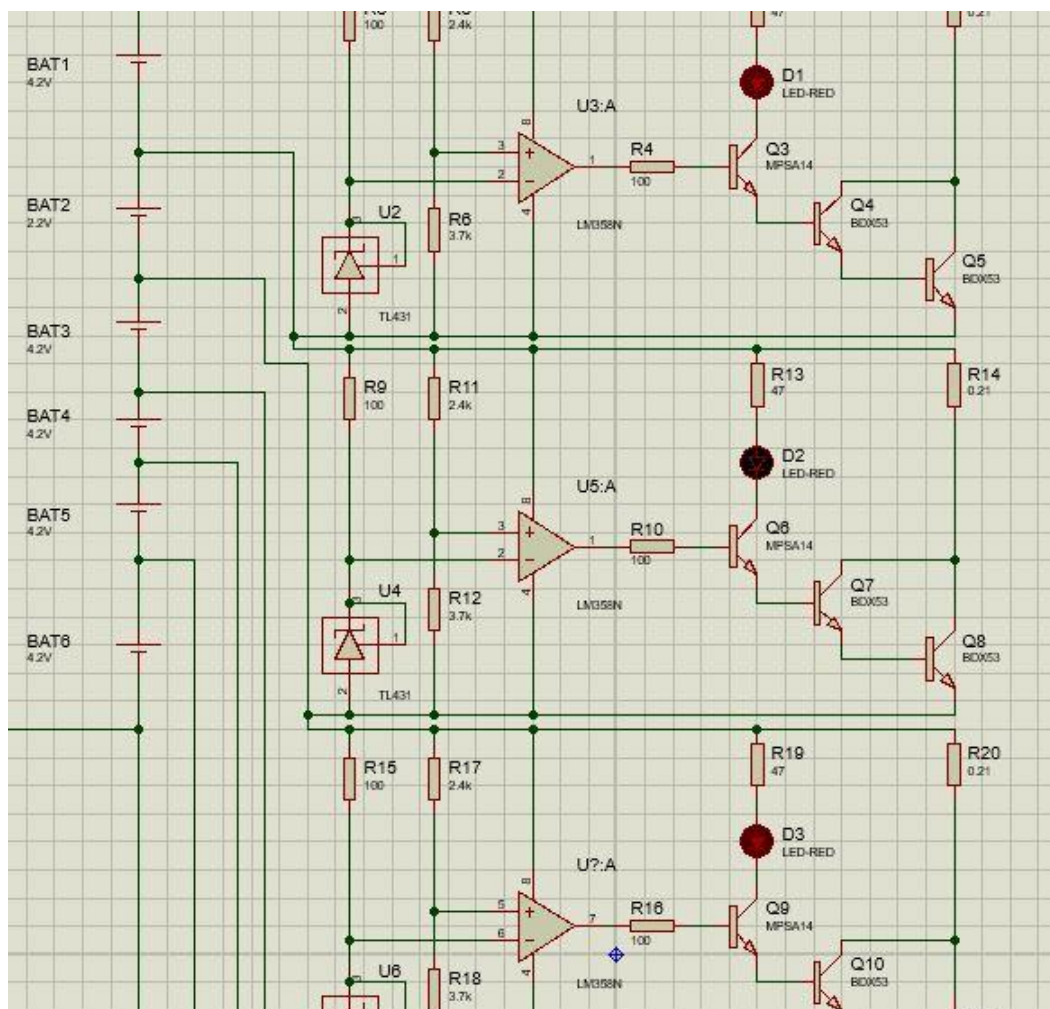 100
2.4k
47
0.21
BAT1
4.2V
D1
LED-RED
U3:A
8
3
2
1
4
R4
100
Q3
MPSA14
LM358N
BAT2
2.2V
U2
3
1
2
TL431
R6
3.7k
Q4
BDX53
Q5
BDX53
BAT3
4.2V
R9
100
R11
2.4k
R13
47
R14
0.21
BAT4
4.2V
D2
LED-RED
U5:A
8
3
2
1
4
R10
100
Q6
MPSA14
LM358N
BAT5
4.2V
U4
3
1
2
TL431
R12
3.7k
Q7
BDX53
Q8
BDX53
BAT6
4.2V
R15
100
R17
2.4k
R19
47
R20
0.21
D3
LED-RED
U?:A
8
5
6
7
4
R16
100
Q9
MPSA14
LM358N
U6
3
R18
3.7k
Q10
BDX53